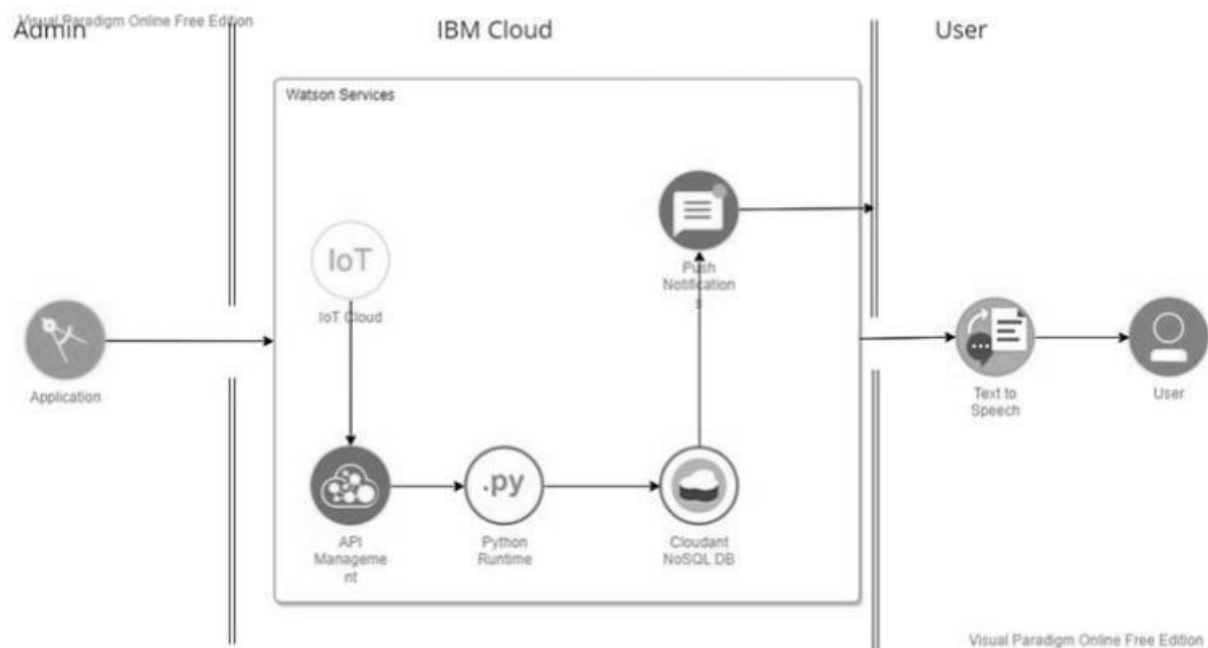 Visual Paradigm Online Free Edition
Admin
IBM Cloud
User
Watson Services
IoT
IoT Cloud
Push
Notification
s
Application
Text to
Speech
User
.py
API
Manageme
nt
Python
Runtime
Cloudant
NoSQL DB
Visual Paradigm Online Free Edition